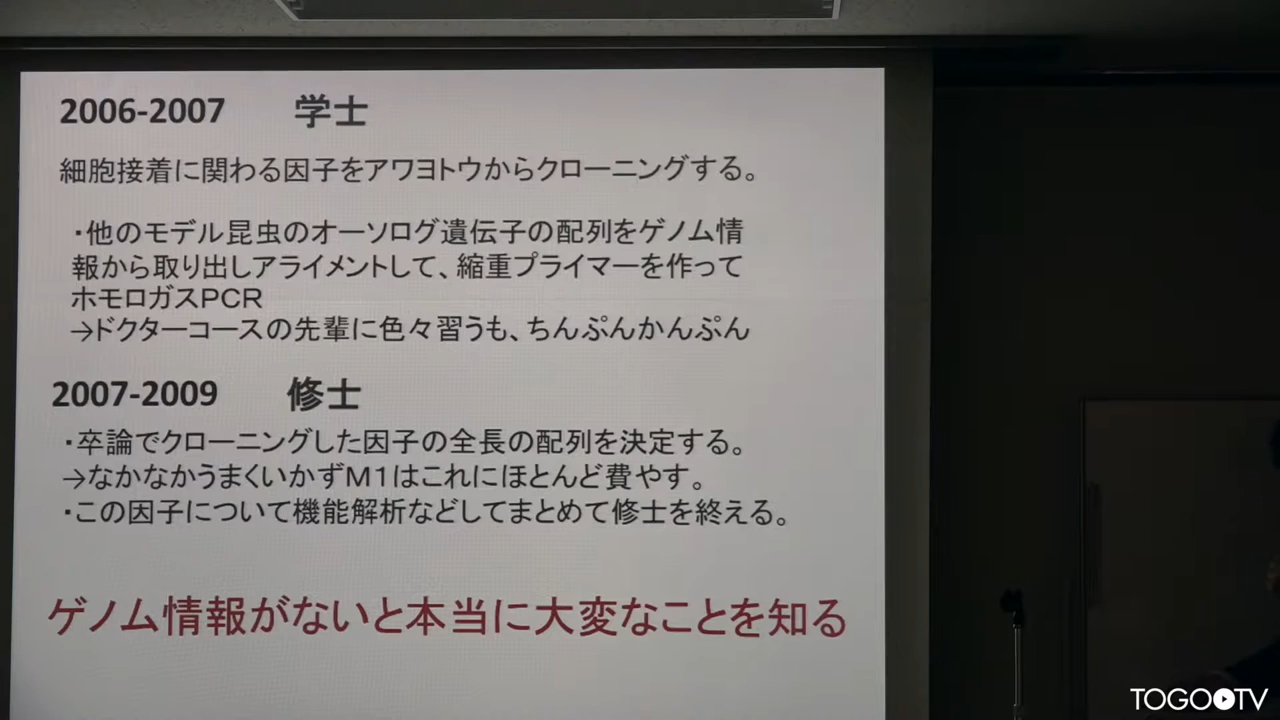 2006-2007 学士
細胞接着に関わる因子をアワヨトウからクローニングする。
・他のモデル昆虫のオーソログ遺伝子の配列をゲノム情
報から取り出しアライメントして、縮重プライマーを作って
ホモロガスPCR
→ドクターコースの先輩に色々習うも、ちんぷんかんぷん
2007-2009 修士
・卒論でクローニングした因子の全長の配列を決定する。
→なかなかうまくいかずM1はこれにほとんど費やす。
・この因子について機能解析などしてまとめて修士を終える。
ゲノム情報がないと本当に大変なことを知る
TOGOTV